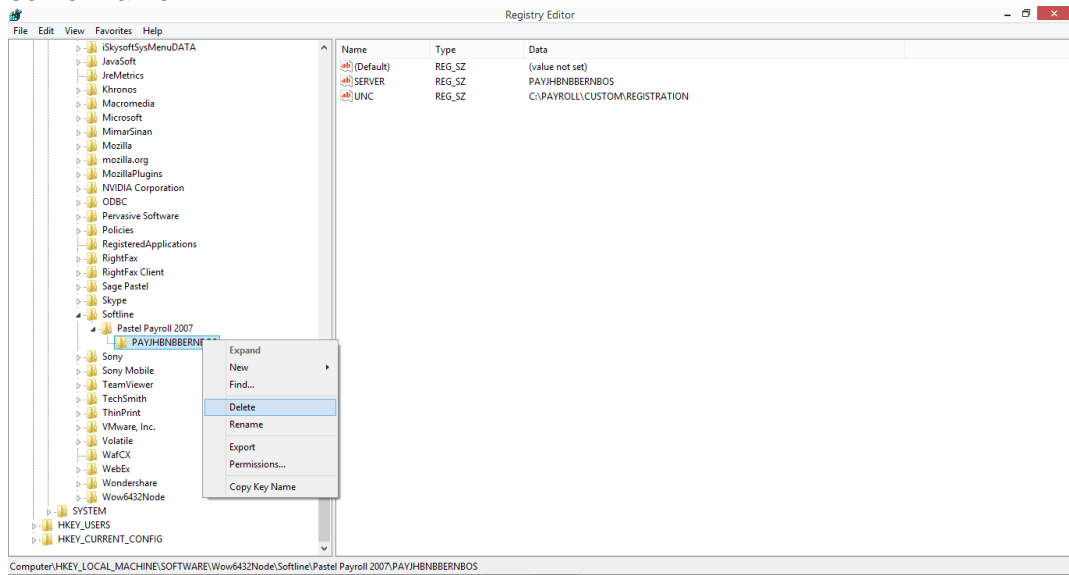 Registry Editor
File Edit View Favorites Help
iSkysoftSysMenuDATA
JavaSoft
JreMetrics
Khronos
Macromedia
Microsoft
MimarSinan
Mozilla
mozilla.org
MozillaPlugins
NVIDIA Corporation
ODBC
Pervasive Software
Policies
RegisteredApplications
RightFax
RightFax Client
Sage Pastel
Skype
Softline
Pastel Payroll 2007
PAYJHBNBBERNBOS
Sony
Sony Mobile
TeamViewer
TechSmith
ThinPrint
VMware, Inc.
Volatile
WafCX
WebEx
Wondershare
Wow6432Node
SYSTEM
HKEY_USERS
HKEY_CURRENT_CONFIG
Expand
New
Find...
Delete
Rename
Export
Permissions...
Copy Key Name
Name Type Data
(Default) REG_SZ (value not set)
SERVER REG_SZ PAYJHBNBBERNBOS
UNC REG_SZ C:\PAYROLL\CUSTOM\REGISTRATION
Computer\HKEY_LOCAL_MACHINE\SOFTWARE\Wow6432Node\Softline\Pastel Payroll 2007\PAYJHBNBBERNBOS